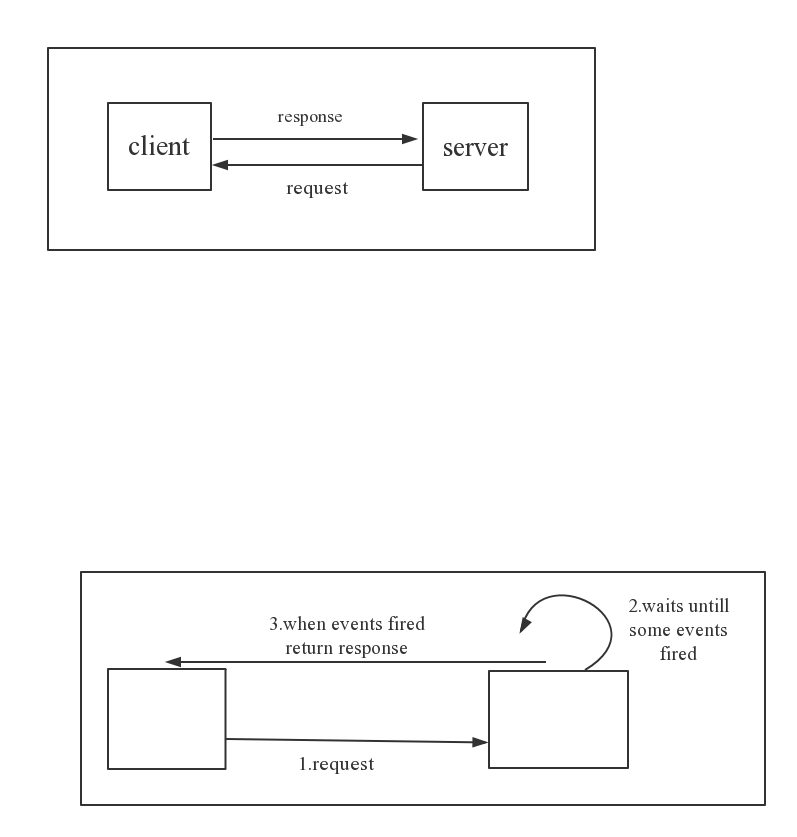 response
client
server
request
3.when events fired
return response
2.waits untill
some events
fired
1.request